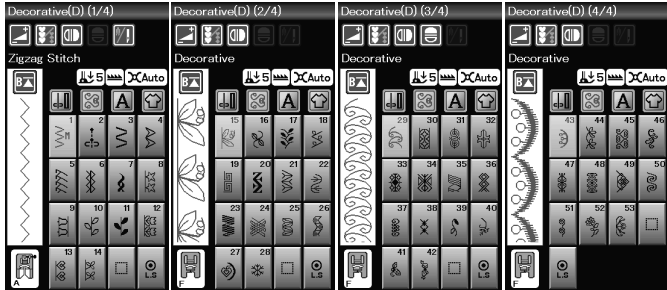 Decorative(D) (1/4)
Zigzag Stitch
B
5
Auto
A
1 2 3 4
M
5 6 7 8
9 10 11 12
13 14
L.S
A
Decorative(D) (2/4)
Decorative
B
5
Auto
A
15 16 17 18
19 20 21 22
23 24 25 26
27 28
L.S
F
Decorative(D) (3/4)
Decorative
B
5
Auto
A
29 30 31 32
33 34 35 36
37 38 39 40
41 42
L.S
F
Decorative(D) (4/4)
Decorative
B
5
Auto
A
43 44 45 46
47 48 49 50
51 52 53
L.S
F